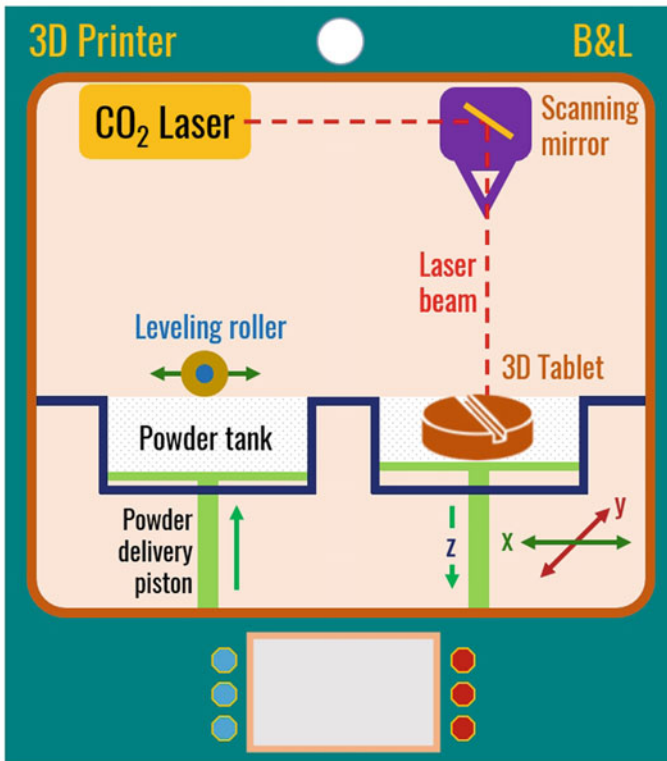 3D Printer
B&L
CO₂ Laser
Scanning
mirror
Laser
beam
Leveling roller
3D Tablet
Powder tank
Powder
delivery
piston
z
x
y